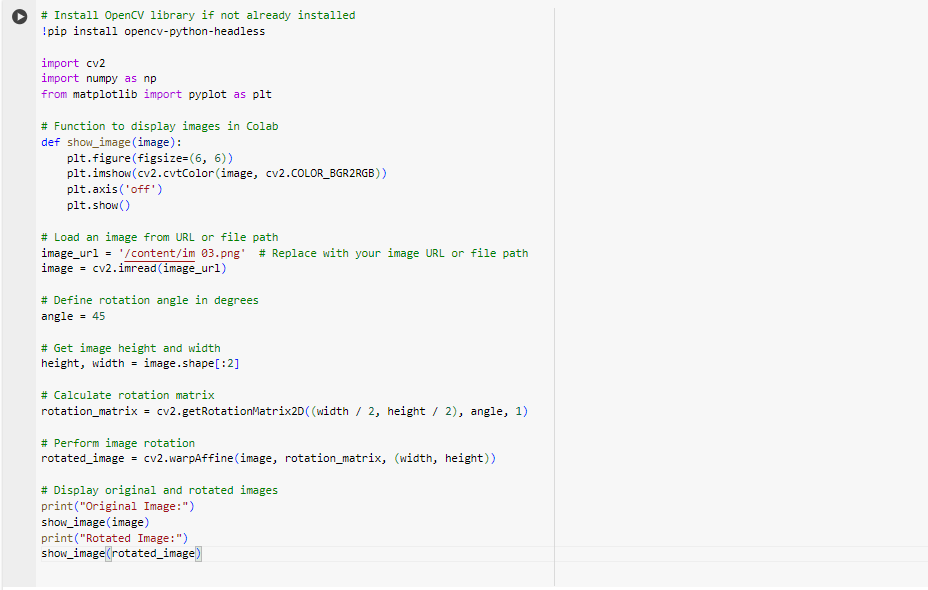 # Install OpenCV library if not already installed
!pip install opencv-python-headless
import cv2
import numpy as np
from matplotlib import pyplot as plt
# Function to display images in Colab
def show_image(image):
    plt.figure(figsize=(6, 6))
    plt.imshow(cv2.cvtColor(image, cv2.COLOR_BGR2RGB))
    plt.axis('off')
    plt.show()
# Load an image from URL or file path
image_url = '/content/im 03.png'  # Replace with your image URL or file path
image = cv2.imread(image_url)
# Define rotation angle in degrees
angle = 45
# Get image height and width
height, width = image.shape[:2]
# Calculate rotation matrix
rotation_matrix = cv2.getRotationMatrix2D((width / 2, height / 2), angle, 1)
# Perform image rotation
rotated_image = cv2.warpAffine(image, rotation_matrix, (width, height))
# Display original and rotated images
print("Original Image:")
show_image(image)
print("Rotated Image:")
show_image(rotated_image)